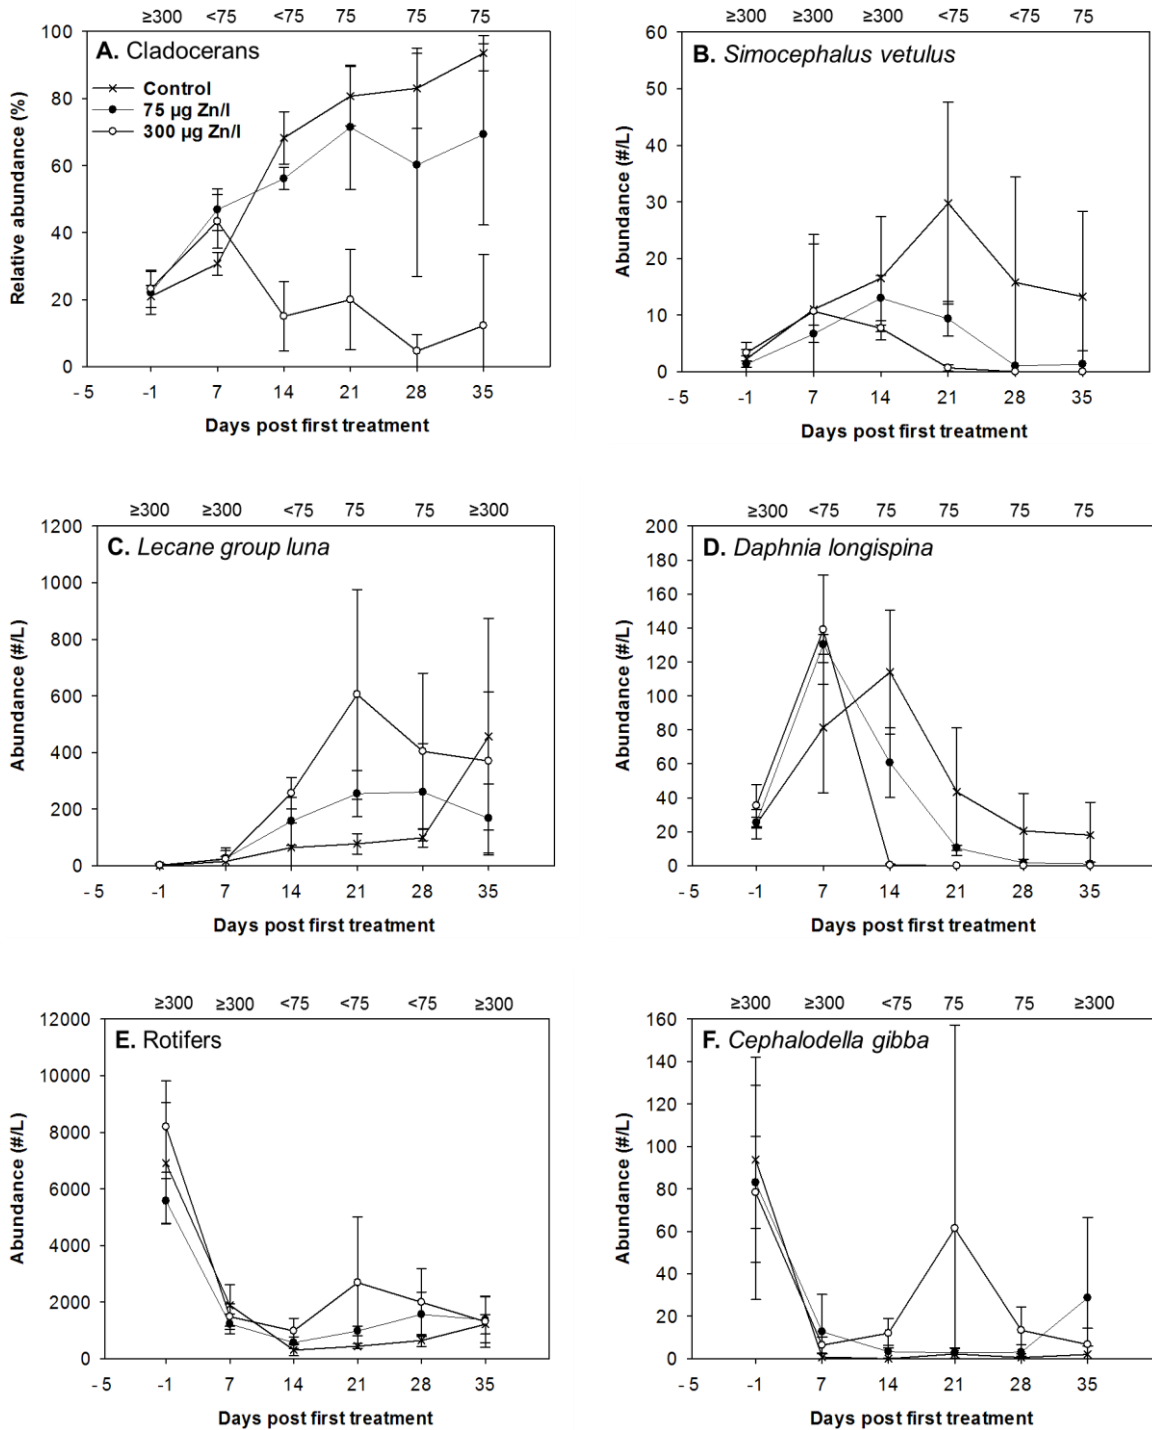 ≥300 <75 <75 75 75 75
A. Cladocerans
Control
75 µg Zn/l
300 µg Zn/l
Relative abundance (%)
100
80
60
40
20
0
- 5 -1 7 14 21 28 35
Days post first treatment
≥300 ≥300 ≥300 <75 <75 75
B. Simocephalus vetulus
Abundance (#/L)
60
50
40
30
20
10
0
- 5 -1 7 14 21 28 35
Days post first treatment
≥300 ≥300 <75 75 75 ≥300
C. Lecane group luna
Abundance (#/L)
1200
1000
800
600
400
200
0
- 5 -1 7 14 21 28 35
Days post first treatment
≥300 <75 75 75 75 75
D. Daphnia longispina
Abundance (#/L)
200
180
160
140
120
100
80
60
40
20
0
- 5 -1 7 14 21 28 35
Days post first treatment
≥300 ≥300 <75 <75 <75 ≥300
E. Rotifers
Abundance (#/L)
12000
10000
8000
6000
4000
2000
0
- 5 -1 7 14 21 28 35
Days post first treatment
≥300 ≥300 <75 75 75 ≥300
F. Cephalodella gibba
Abundance (#/L)
160
140
120
100
80
60
40
20
0
- 5 -1 7 14 21 28 35
Days post first treatment